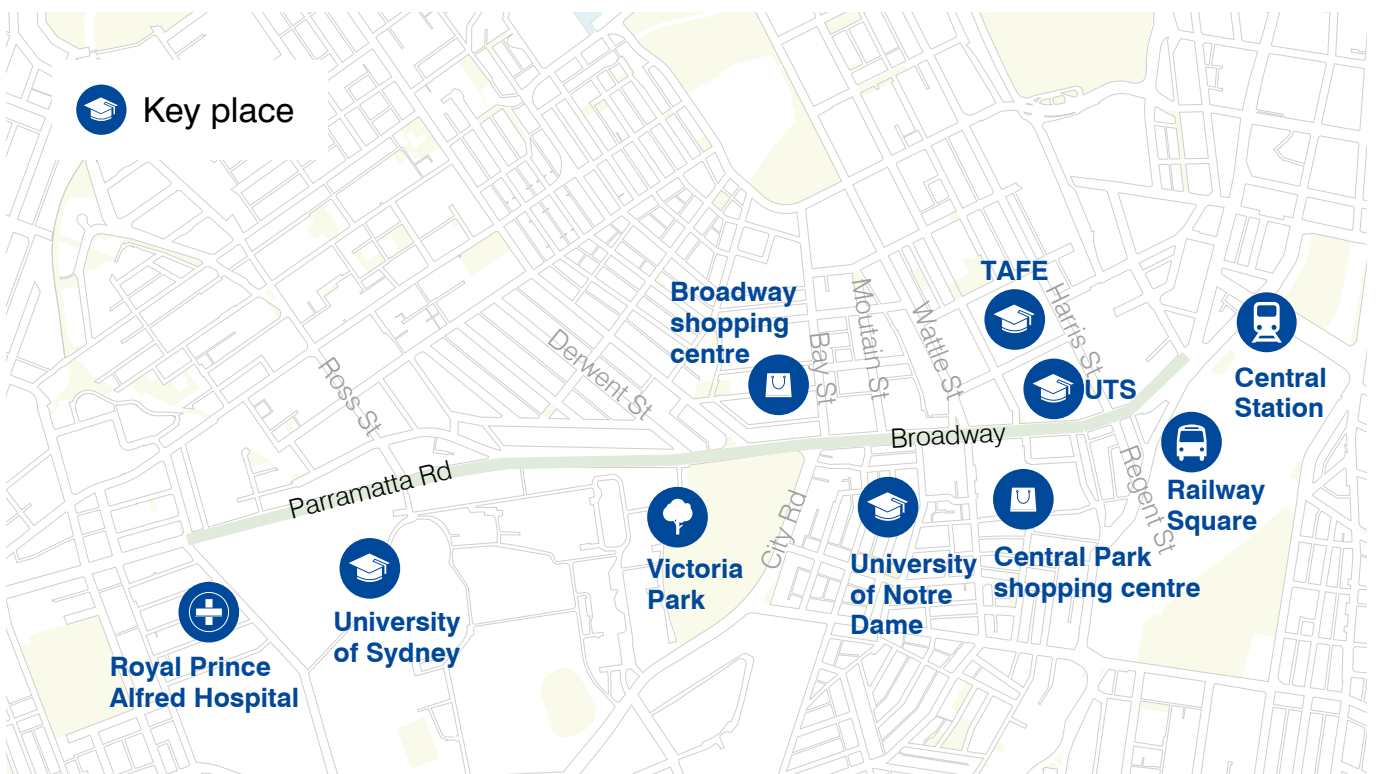 Key place
TAFE
Broadway
shopping
centre
Harris St
Moutain St
Wattle St
Bay St
Derwent St
Ross St
UTS
Central
Station
Broadway
Parramatta Rd
Regent St
Railway
Square
City Rd
Victoria
Park
University
of Notre
Dame
Central Park
shopping centre
University
of Sydney
Royal Prince
Alfred Hospital